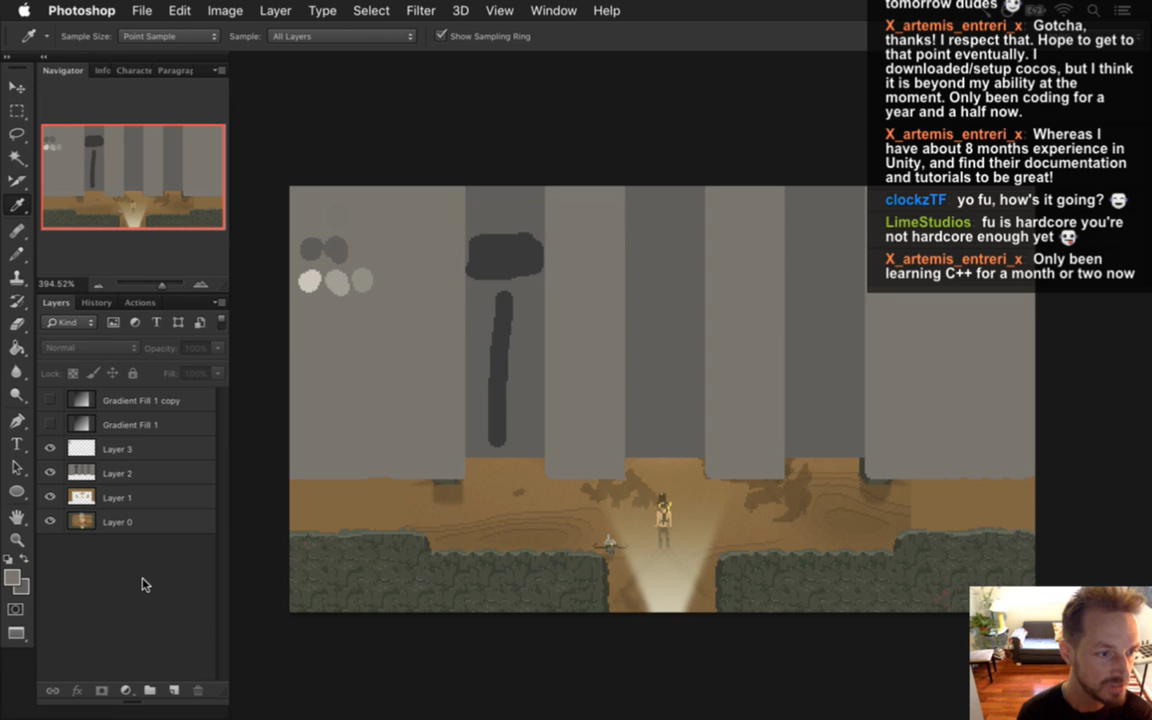 Photoshop File Edit Image Layer Type Select Filter 3D View Window Help
Sample Size: Point Sample Sample: All Layers Show Sampling Ring
Navigator Info Characte Paragra
394.52%
Layers History Actions
Kind
Normal Opacity: 100%
Lock: Fill: 100%
Gradient Fill 1 copy
Gradient Fill 1
Layer 3
Layer 2
Layer 1
Layer 0
tomorrow dudes
X_artemis_entreri_x: Gotcha,
thanks! I respect that. Hope to get to
that point eventually. I
downloaded/setup cocos, but I think
it is beyond my ability at the
moment. Only been coding for a
year and a half now.
X_artemis_entreri_x: Whereas I
have about 8 months experience in
Unity, and find their documentation
and tutorials to be great!
clockzTF: yo fu, how's it going?
LimeStudios: fu is hardcore you're
not hardcore enough yet
X_artemis_entreri_x: Only been
learning C++ for a month or two now